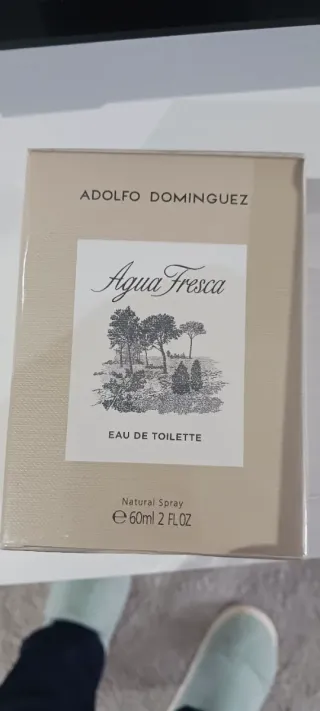 ADOLFO DOMINGUEZ
Agua Fresca
EAU DE TOILETTE
Natural Spray
℮ 60ml 2 FL OZ